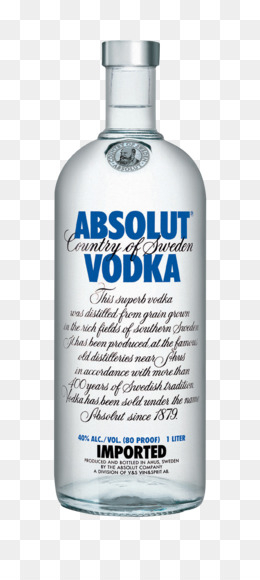 ABSOLUT®
Country of Sweden
VODKA
This superb vodka
was distilled from grain grown
in the rich fields of southern Sweden
It has been produced at the famous
old distilleries near Åhus
in accordance with more than
400 years of Swedish tradition
Vodka has been sold under the name
Absolut since 1879.
40% ALC./VOL. (80 PROOF) 1 LITER
IMPORTED
PRODUCED AND BOTTLED IN AHUS, SWEDEN
BY THE ABSOLUT COMPANY
A DIVISION OF V&S VIN&SPRIT AB.